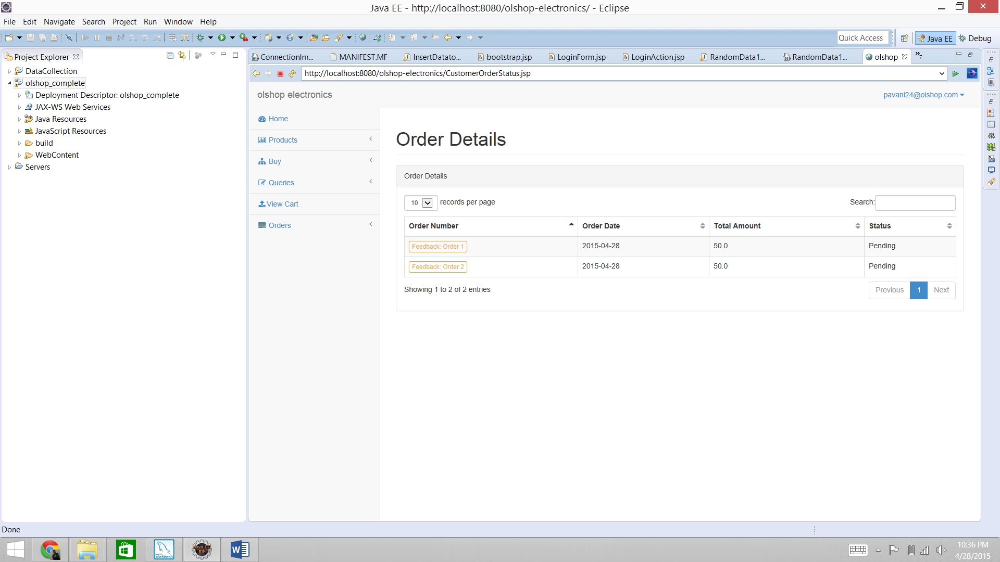 Java EE - http://localhost:8080/olshop-electronics/ - Eclipse
File Edit Navigate Search Project Run Window Help
Quick Access
Java EE
Debug
Project Explorer
DataCollection
olshop_complete
Deployment Descriptor: olshop_complete
JAX-WS Web Services
Java Resources
JavaScript Resources
build
WebContent
Servers
ConnectionIm... MANIFEST.MF InsertDatato... bootstrap.jsp LoginForm.jsp LoginAction.jsp RandomData1... RandomData1... olshop »7
http://localhost:8080/olshop-electronics/CustomerOrderStatus.jsp
olshop electronics
pavani24@olshop.com
Home
Products
Buy
Queries
View Cart
Orders
Order Details
Order Details
10 records per page
Search:
Order Number Order Date Total Amount Status
Feedback: Order 1 2015-04-28 50.0 Pending
Feedback: Order 2 2015-04-28 50.0 Pending
Showing 1 to 2 of 2 entries
Previous 1 Next
Done
Java EE
IDE
Workbench
10:36 PM
4/28/2015